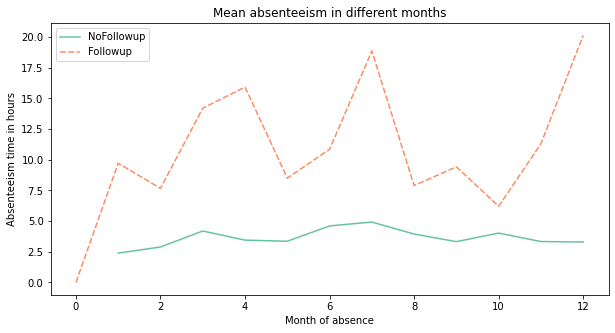 Mean absenteeism in different months
NoFollowup
Followup
Absenteeism time in hours
20.0
17.5
15.0
12.5
10.0
7.5
5.0
2.5
0.0
0 2 4 6 8 10 12
Month of absence